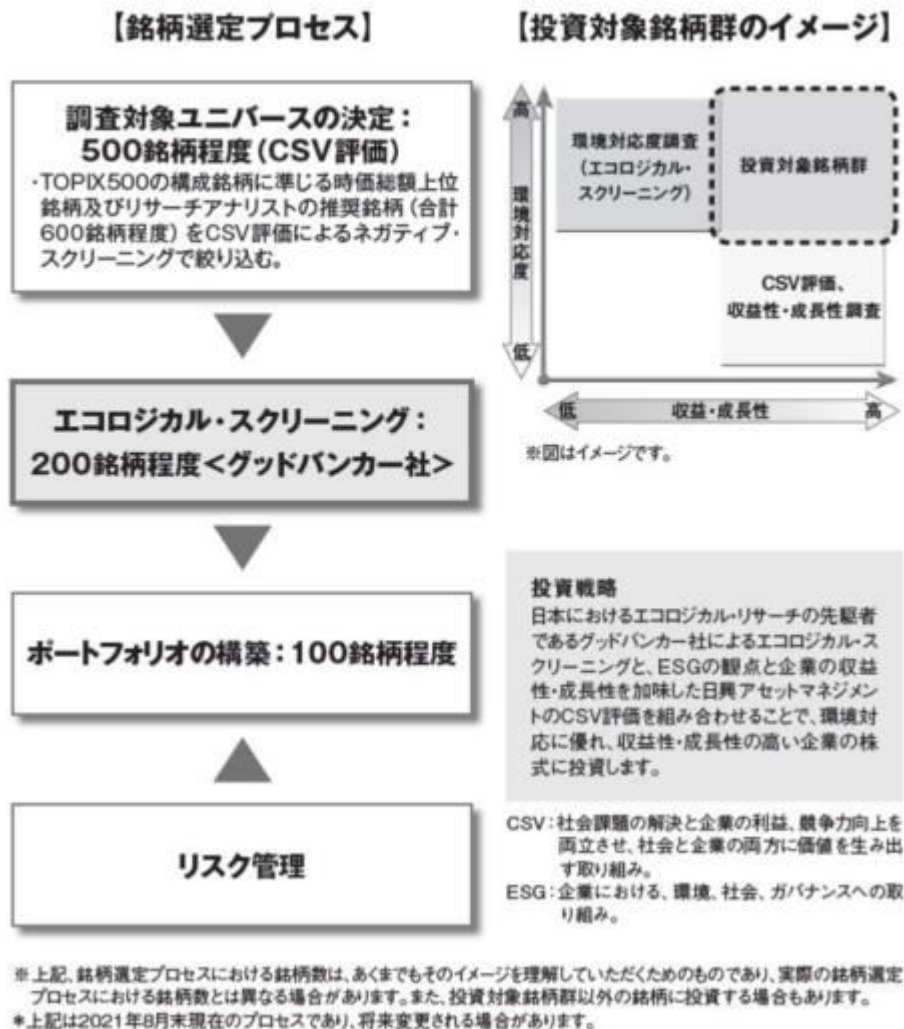 【銘柄選定プロセス】
調査対象ユニバースの決定：
500銘柄程度（CSV評価）
・TOPIX500の構成銘柄に準じる時価総額上位
銘柄及びリサーチアナリストの推奨銘柄（合計
600銘柄程度）をCSV評価によるネガティブ・
スクリーニングで絞り込む。
エコロジカル・スクリーニング：
200銘柄程度＜グッドバンカー社＞
ポートフォリオの構築：100銘柄程度
リスク管理
【投資対象銘柄群のイメージ】
高
環境対応度
低
環境対応度調査
（エコロジカル・
スクリーニング）
投資対象銘柄群
CSV評価、
収益性・成長性調査
低 収益・成長性 高
※図はイメージです。
投資戦略
日本におけるエコロジカル・リサーチの先駆者
であるグッドバンカー社によるエコロジカル・ス
クリーニングと、ESGの観点と企業の収益
性・成長性を加味した日興アセットマネジメン
トのCSV評価を組み合わせることで、環境対
応に優れ、収益性・成長性の高い企業の株
式に投資します。
CSV：社会課題の解決と企業の利益、競争力向上を
両立させ、社会と企業の両方に価値を生み出
す取り組み。
ESG：企業における、環境、社会、ガバナンスへの取
り組み。
※上記、銘柄選定プロセスにおける銘柄数は、あくまでもそのイメージを理解していただくためのものであり、実際の銘柄選定
プロセスにおける銘柄数とは異なる場合があります。また、投資対象銘柄群以外の銘柄に投資する場合もあります。
＊上記は2021年8月末現在のプロセスであり、将来変更される場合があります。